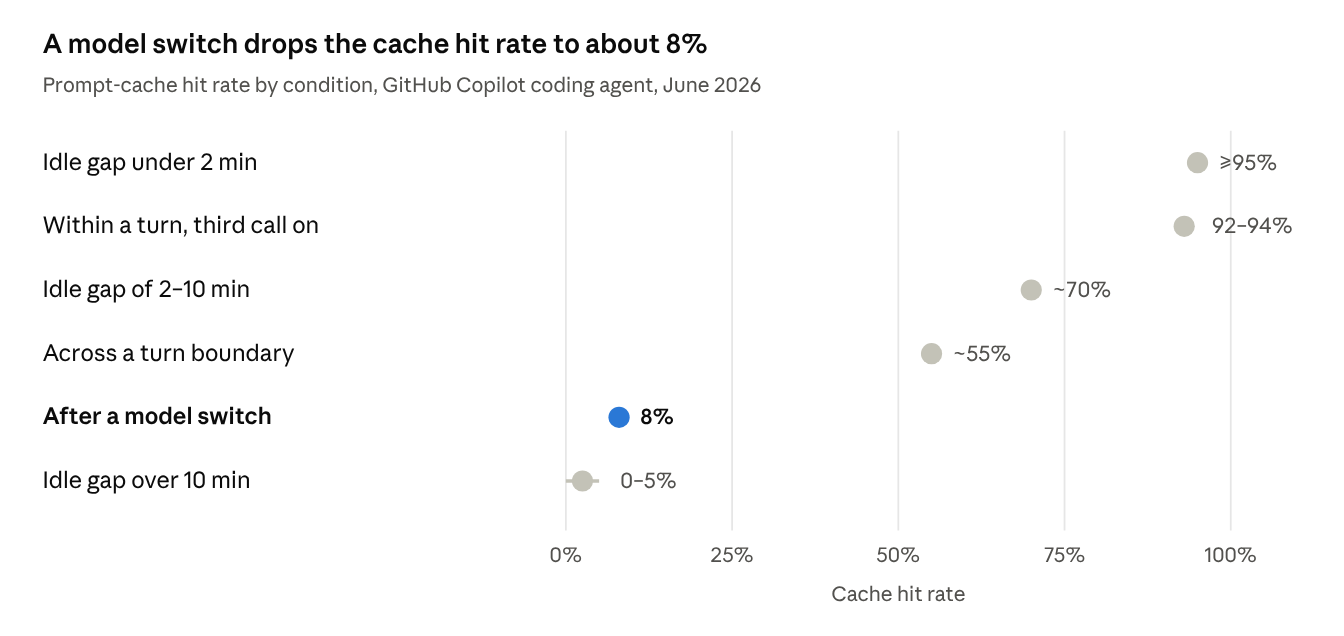 A model switch drops the cache hit rate to about 8%
Prompt-cache hit rate by condition, GitHub Copilot coding agent, June 2026
Idle gap under 2 min ≥95%
Within a turn, third call on 92–94%
Idle gap of 2–10 min ~70%
Across a turn boundary ~55%
After a model switch 8%
Idle gap over 10 min 0–5%
0% 25% 50% 75% 100%
Cache hit rate